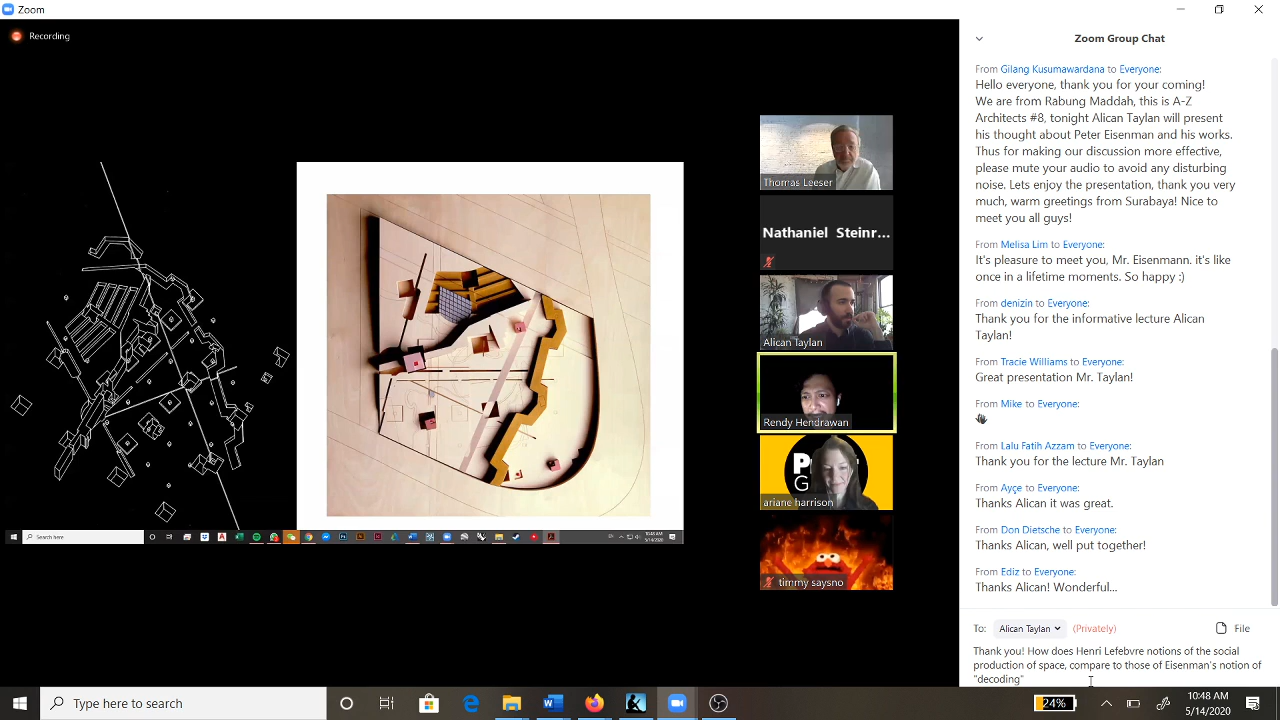 Zoom
Recording
Zoom Group Chat
From Gilang Kusumawardana to Everyone:
Hello everyone, thank you for your coming!
We are from Rabung Maddah, this is A-Z
Architects #8, tonight Alican Taylan will present
his thought about Peter Eisenman and his works.
Thus for making our discussion more effective,
please mute your audio to avoid any disturbing
noise. Lets enjoy the presentation, thank you very
much, warm greetings from Surabaya! Nice to
meet you all guys!
From Melisa Lim to Everyone:
It's pleasure to meet you, Mr. Eisenmann. it's like
once in a lifetime moments. So happy :)
From denizin to Everyone:
Thank you for the informative lecture Alican
Taylan!
From Tracie Williams to Everyone:
Great presentation Mr. Taylan!
From Mike to Everyone:
From Lalu Fatih Azzam to Everyone:
Thank you for the lecture Mr. Taylan
From Ayçe to Everyone:
Thanks Alican it was great.
From Don Dietsche to Everyone:
Thanks Alican, well put together!
From Ediz to Everyone:
Thanks Alican! Wonderful...
To: Alican Taylan (Privately) File
Thank you! How does Henri Lefebvre notions of the social
production of space, compare to those of Eisenman's notion of
"decoding"
Thomas Leeser
Nathaniel Steinr...
Alican Taylan
Rendy Hendrawan
ariane harrison
timmy saysno
Search here
10:48 AM
5/14/2020
Type here to search
24%
10:48 AM
5/14/2020